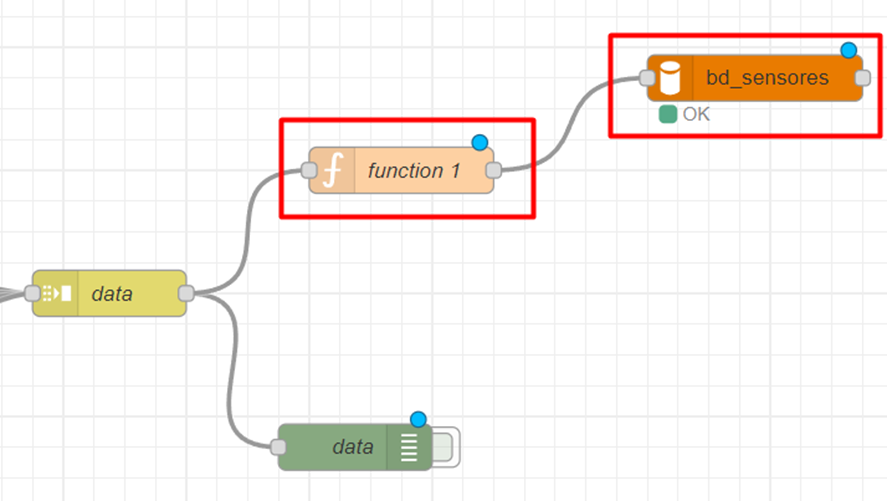 bd_sensores
OK
function 1
data
data